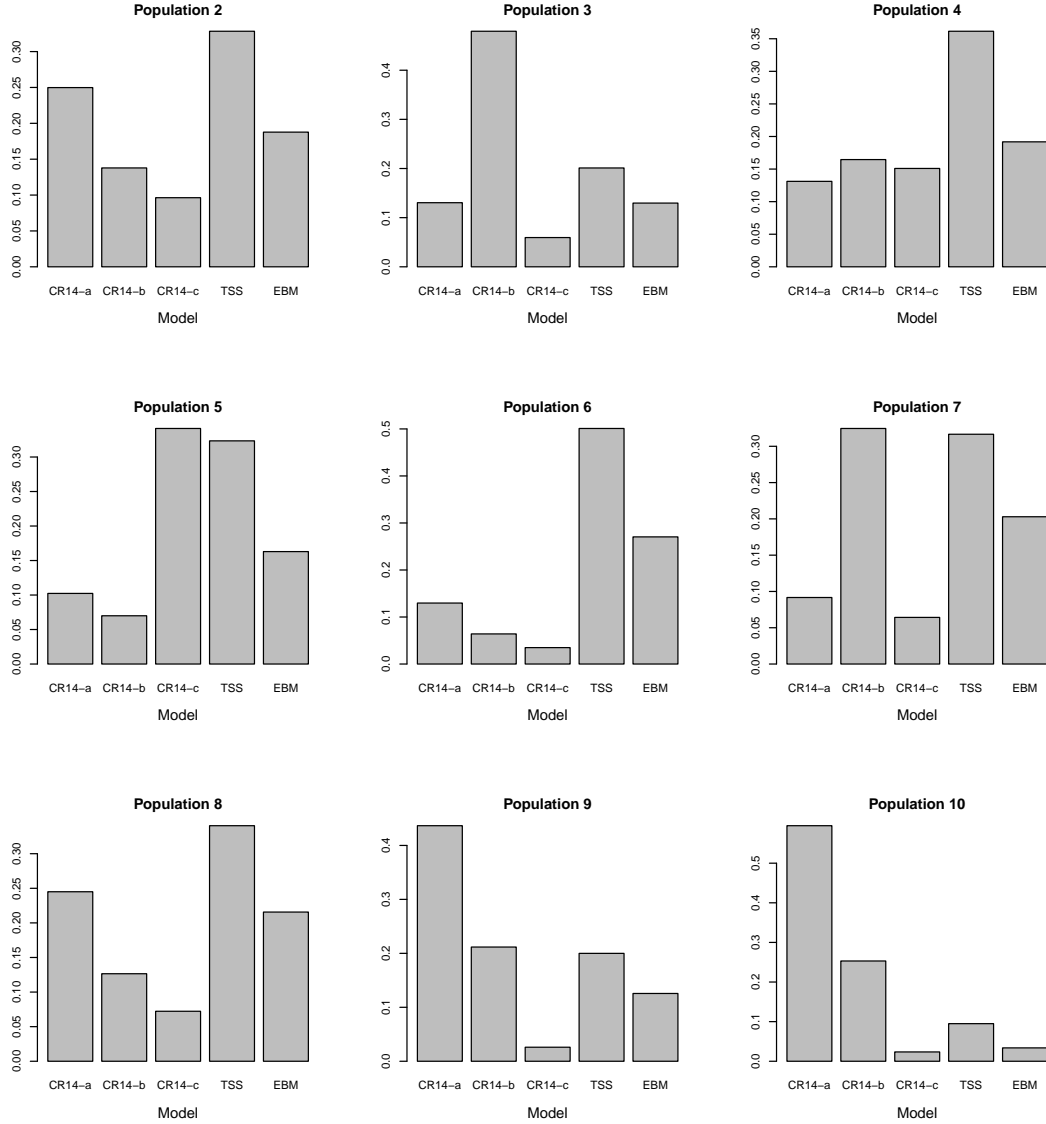 Population 2
0.00 0.05 0.10 0.15 0.20 0.25 0.30
CR14−a CR14−b CR14−c TSS EBM
Model
Population 3
0.0 0.1 0.2 0.3 0.4
CR14−a CR14−b CR14−c TSS EBM
Model
Population 4
0.00 0.05 0.10 0.15 0.20 0.25 0.30 0.35
CR14−a CR14−b CR14−c TSS EBM
Model
Population 5
0.00 0.05 0.10 0.15 0.20 0.25 0.30
CR14−a CR14−b CR14−c TSS EBM
Model
Population 6
0.0 0.1 0.2 0.3 0.4 0.5
CR14−a CR14−b CR14−c TSS EBM
Model
Population 7
0.00 0.05 0.10 0.15 0.20 0.25 0.30
CR14−a CR14−b CR14−c TSS EBM
Model
Population 8
0.00 0.05 0.10 0.15 0.20 0.25 0.30
CR14−a CR14−b CR14−c TSS EBM
Model
Population 9
0.0 0.1 0.2 0.3 0.4
CR14−a CR14−b CR14−c TSS EBM
Model
Population 10
0.0 0.1 0.2 0.3 0.4 0.5
CR14−a CR14−b CR14−c TSS EBM
Model